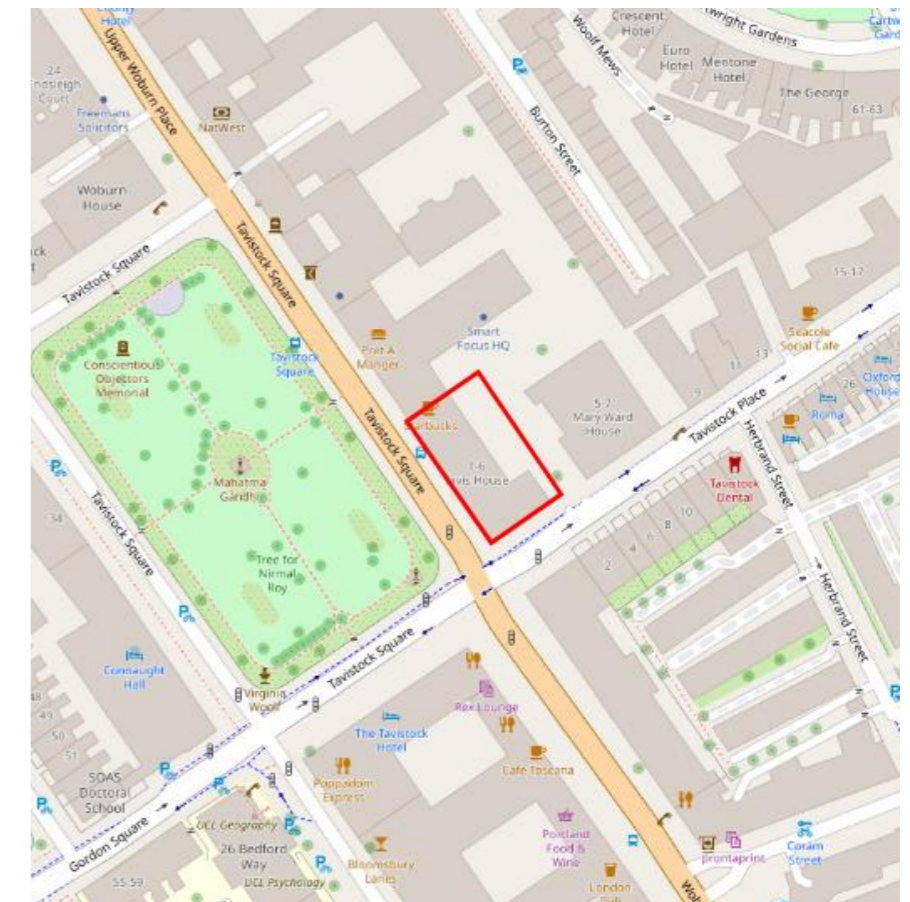 Hotel
Crescent
Hotel
Cartwright Gardens
Upper Woburn Place
Woolf Mews
Euro
Hotel
Mentone
Hotel
24
Court
The George
61-63
Freemans
Solicitors
NatWest
Burton Street
Woburn
House
Tavistock Square
Tavistock Square
15-17
Seacole
Social Cafe
Smart
Focus HQ
Pret A
Manger
Tavistock
Square
Conscientious
Objectors
Memorial
13
11
9
26
Oxford
House
Roma
5-7
Mary Ward
House
Tavistock Place
Starbucks
Tavistock Square
Herbrand Street
1-6
Tavis House
Mahatma
Gandhi
Tavistock
Dental
10
8
6
4
2
34
Tavistock Square
Tree for
Nirmal
Roy
Herbrand Street
Connaught
Hall
Tavistock Square
Virginia
Woolf
Rex Lounge
49
50
51
The Tavistock
Hotel
SOAS
Doctoral
School
Poppadom
Express
Cafe Toscana
Gordon Square
UCL Geography
26 Bedford
Way
UCL Psychology
55-59
Bloomsbury
Lanes
Portland
Food &
Wine
prontaprint
Coram
Street
London
Pub